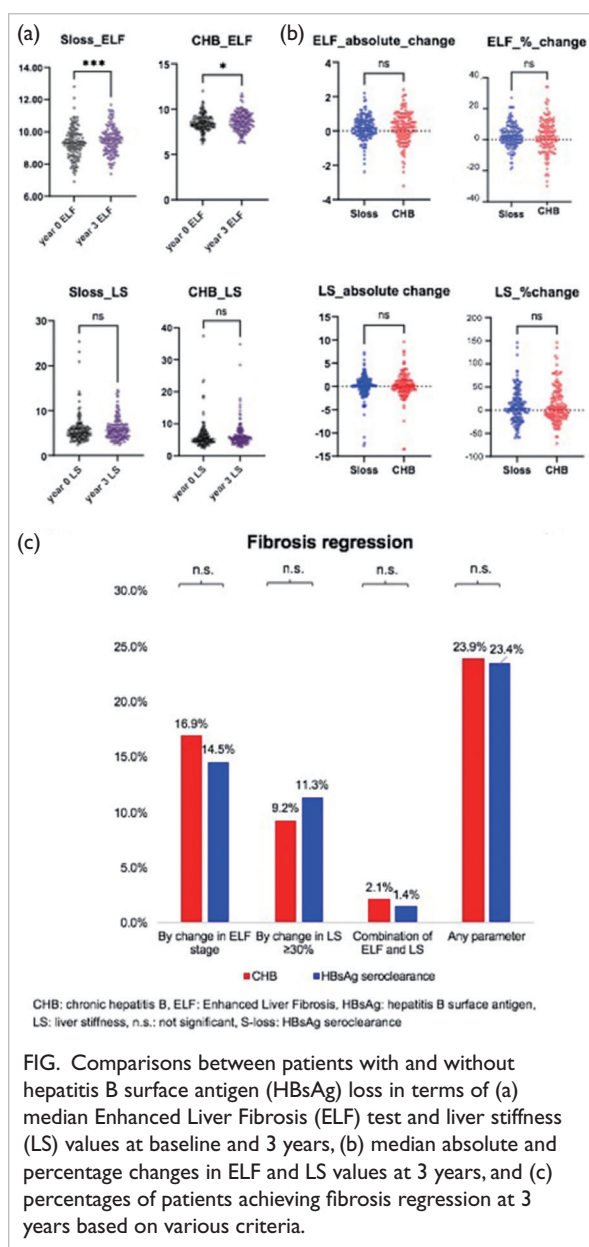 (a)
Sloss_ELF
14.00
12.00
10.00
8.00
6.00
***
year 0 ELF
year 3 ELF
CHB_ELF
15
10
5
0
*
year 0 ELF
year 3 ELF
(b)
ELF_absolute_change
4
2
0
-2
-4
ns
Sloss
CHB
ELF_%_change
40
20
0
-20
-40
ns
Sloss
CHB
Sloss_LS
30
20
10
0
ns
year 0 LS
year 3 LS
CHB_LS
40
30
20
10
0
ns
year 0 LS
year 3 LS
LS_absolute change
15
10
5
0
-5
-10
-15
ns
Sloss
CHB
LS_%change
200
150
100
50
0
-50
-100
ns
Sloss
CHB
(c)
Fibrosis regression
n.s. n.s. n.s. n.s.
30.0%
25.0%
20.0%
15.0%
10.0%
5.0%
0.0%
16.9%
14.5%
9.2%
11.3%
2.1%
1.4%
23.9%
23.4%
By change in ELF stage
By change in LS ≥30%
Combination of ELF and LS
Any parameter
CHB HBsAg seroclearance
CHB: chronic hepatitis B, ELF: Enhanced Liver Fibrosis, HBsAg: hepatitis B surface antigen,
LS: liver stiffness, n.s.: not significant, S-loss: HBsAg seroclearance
FIG. Comparisons between patients with and without
hepatitis B surface antigen (HBsAg) loss in terms of (a)
median Enhanced Liver Fibrosis (ELF) test and liver stiffness
(LS) values at baseline and 3 years, (b) median absolute and
percentage changes in ELF and LS values at 3 years, and (c)
percentages of patients achieving fibrosis regression at 3
years based on various criteria.